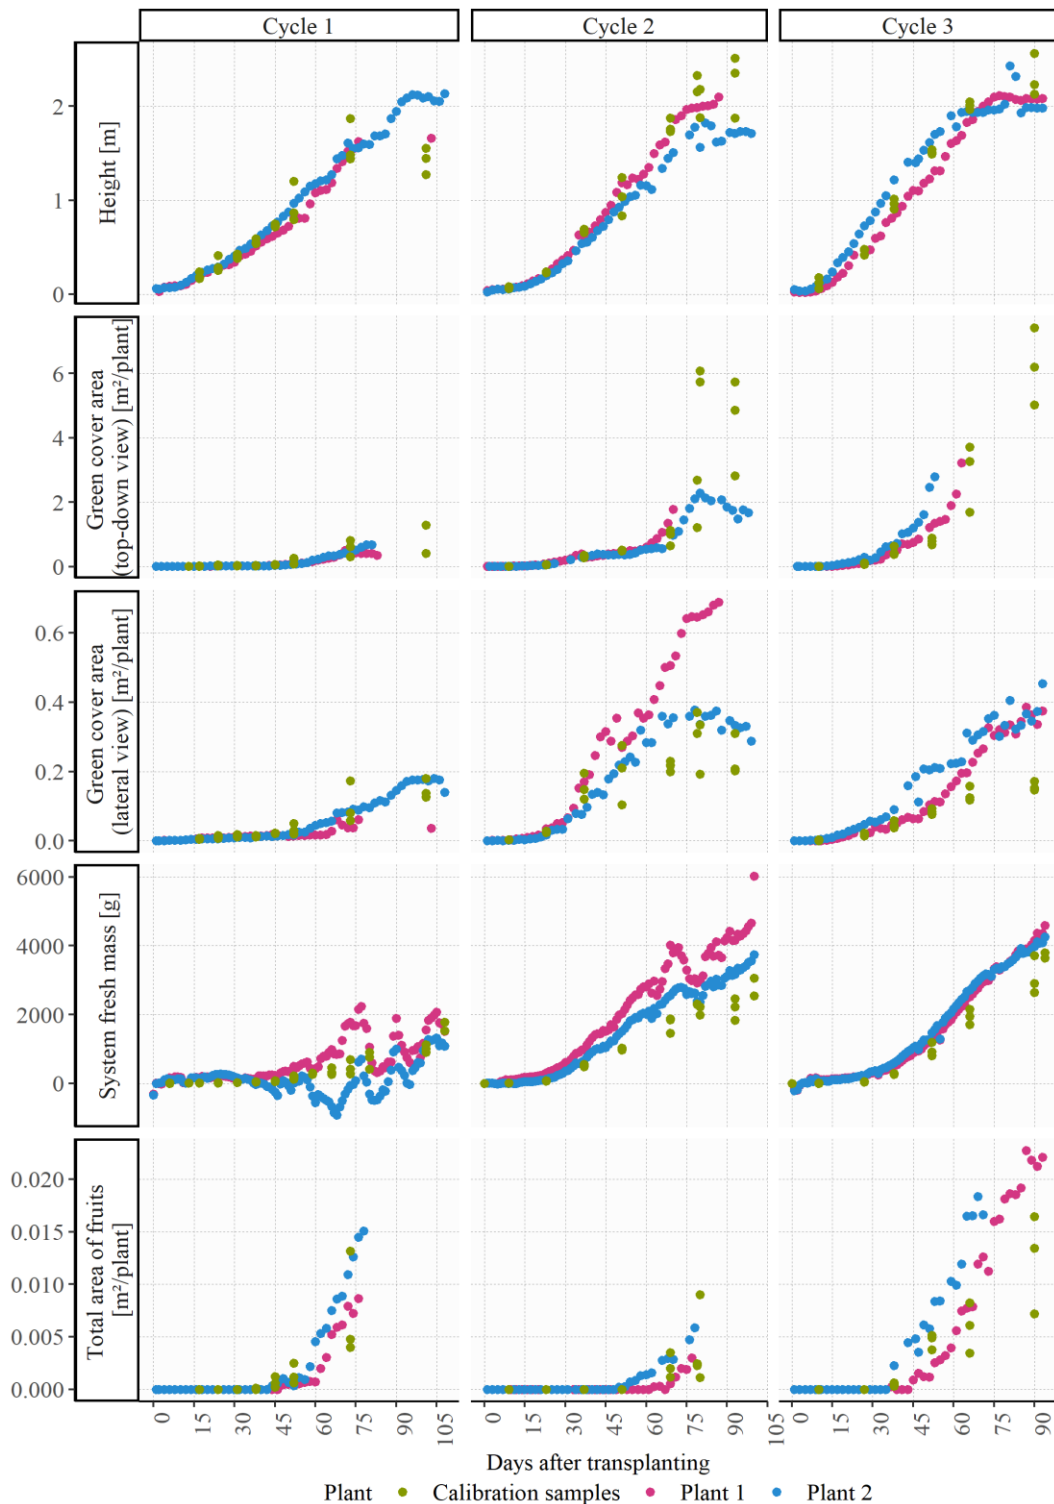 Cycle 1 Cycle 2 Cycle 3
Height [m]
2
1
0
Green cover area
(top-down view) [m²/plant]
6
4
2
0
Green cover area
(lateral view) [m²/plant]
0.6
0.4
0.2
0.0
System fresh mass [g]
6000
4000
2000
0
Total area of fruits
[m²/plant]
0.020
0.015
0.010
0.005
0.000
0 15 30 45 60 75 90 105 0 15 30 45 60 75 90 105 0 15 30 45 60 75 90
Days after transplanting
Plant Calibration samples Plant 1 Plant 2